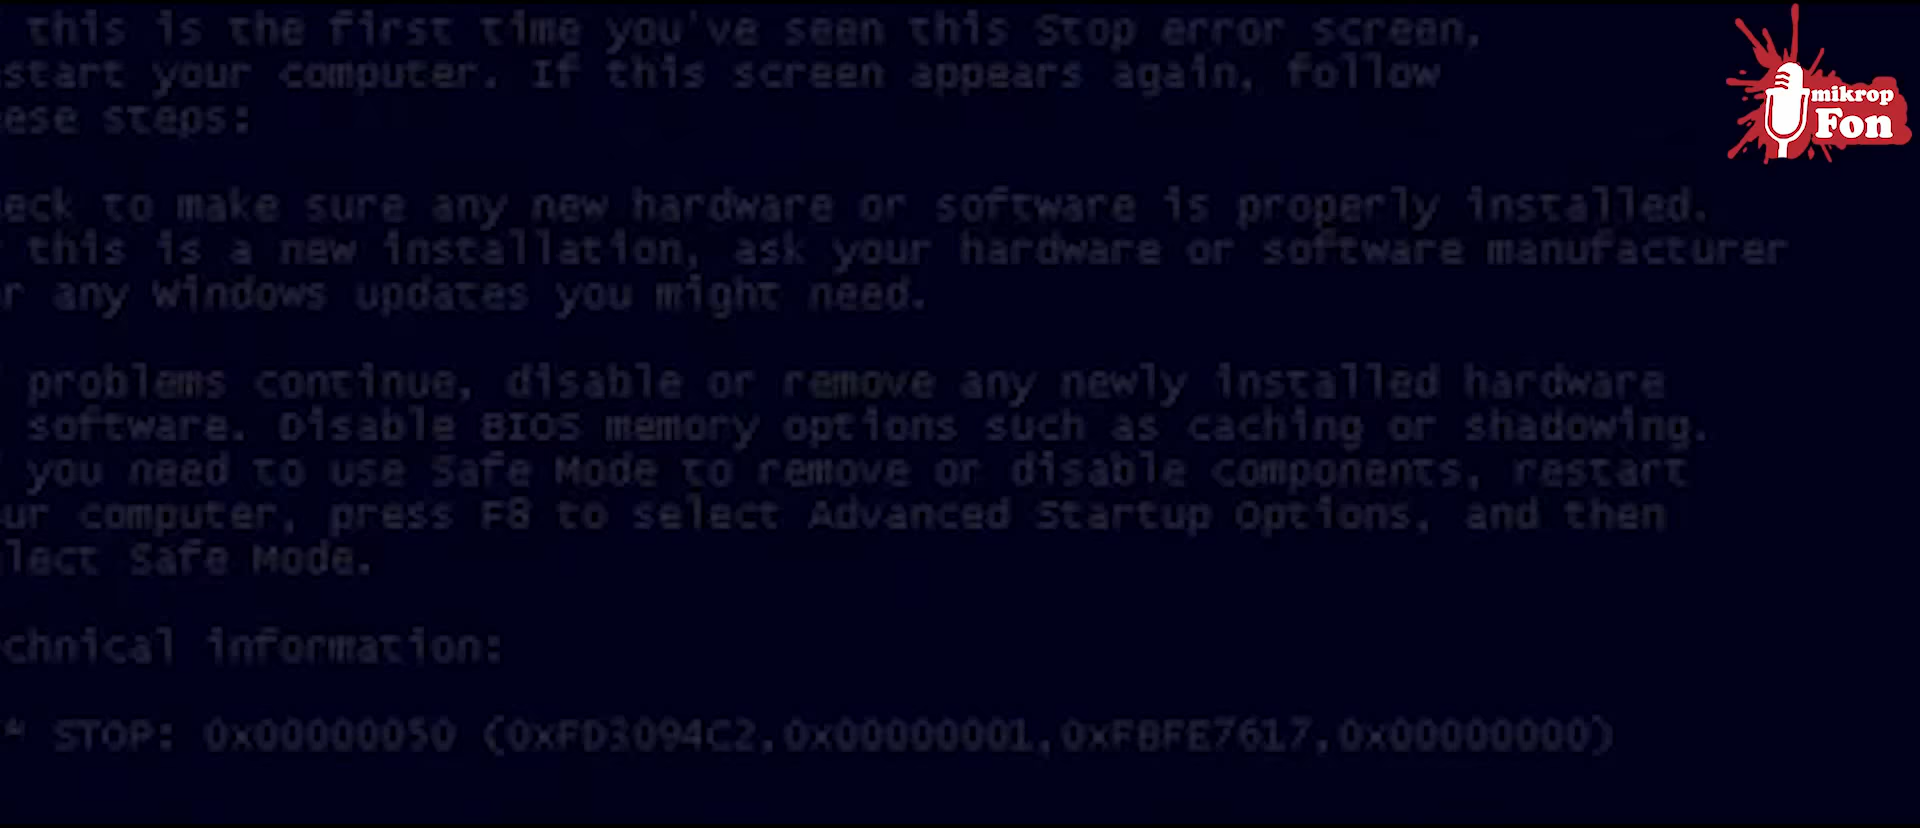 this is the first time you've seen this Stop error screen,
start your computer. If this screen appears again, follow
ese steps:
eck to make sure any new hardware or software is properly installed.
this is a new installation, ask your hardware or software manufacturer
r any Windows updates you might need.
problems continue, disable or remove any newly installed hardware
software. Disable BIOS memory options such as caching or shadowing.
you need to use Safe Mode to remove or disable components, restart
ur computer, press F8 to select Advanced Startup Options, and then
lect Safe Mode.
chnical information:
* STOP: 0x00000050 (0xFD3094C2,0x00000001,0xFBFE7617,0x00000000)
mikrop
Fon